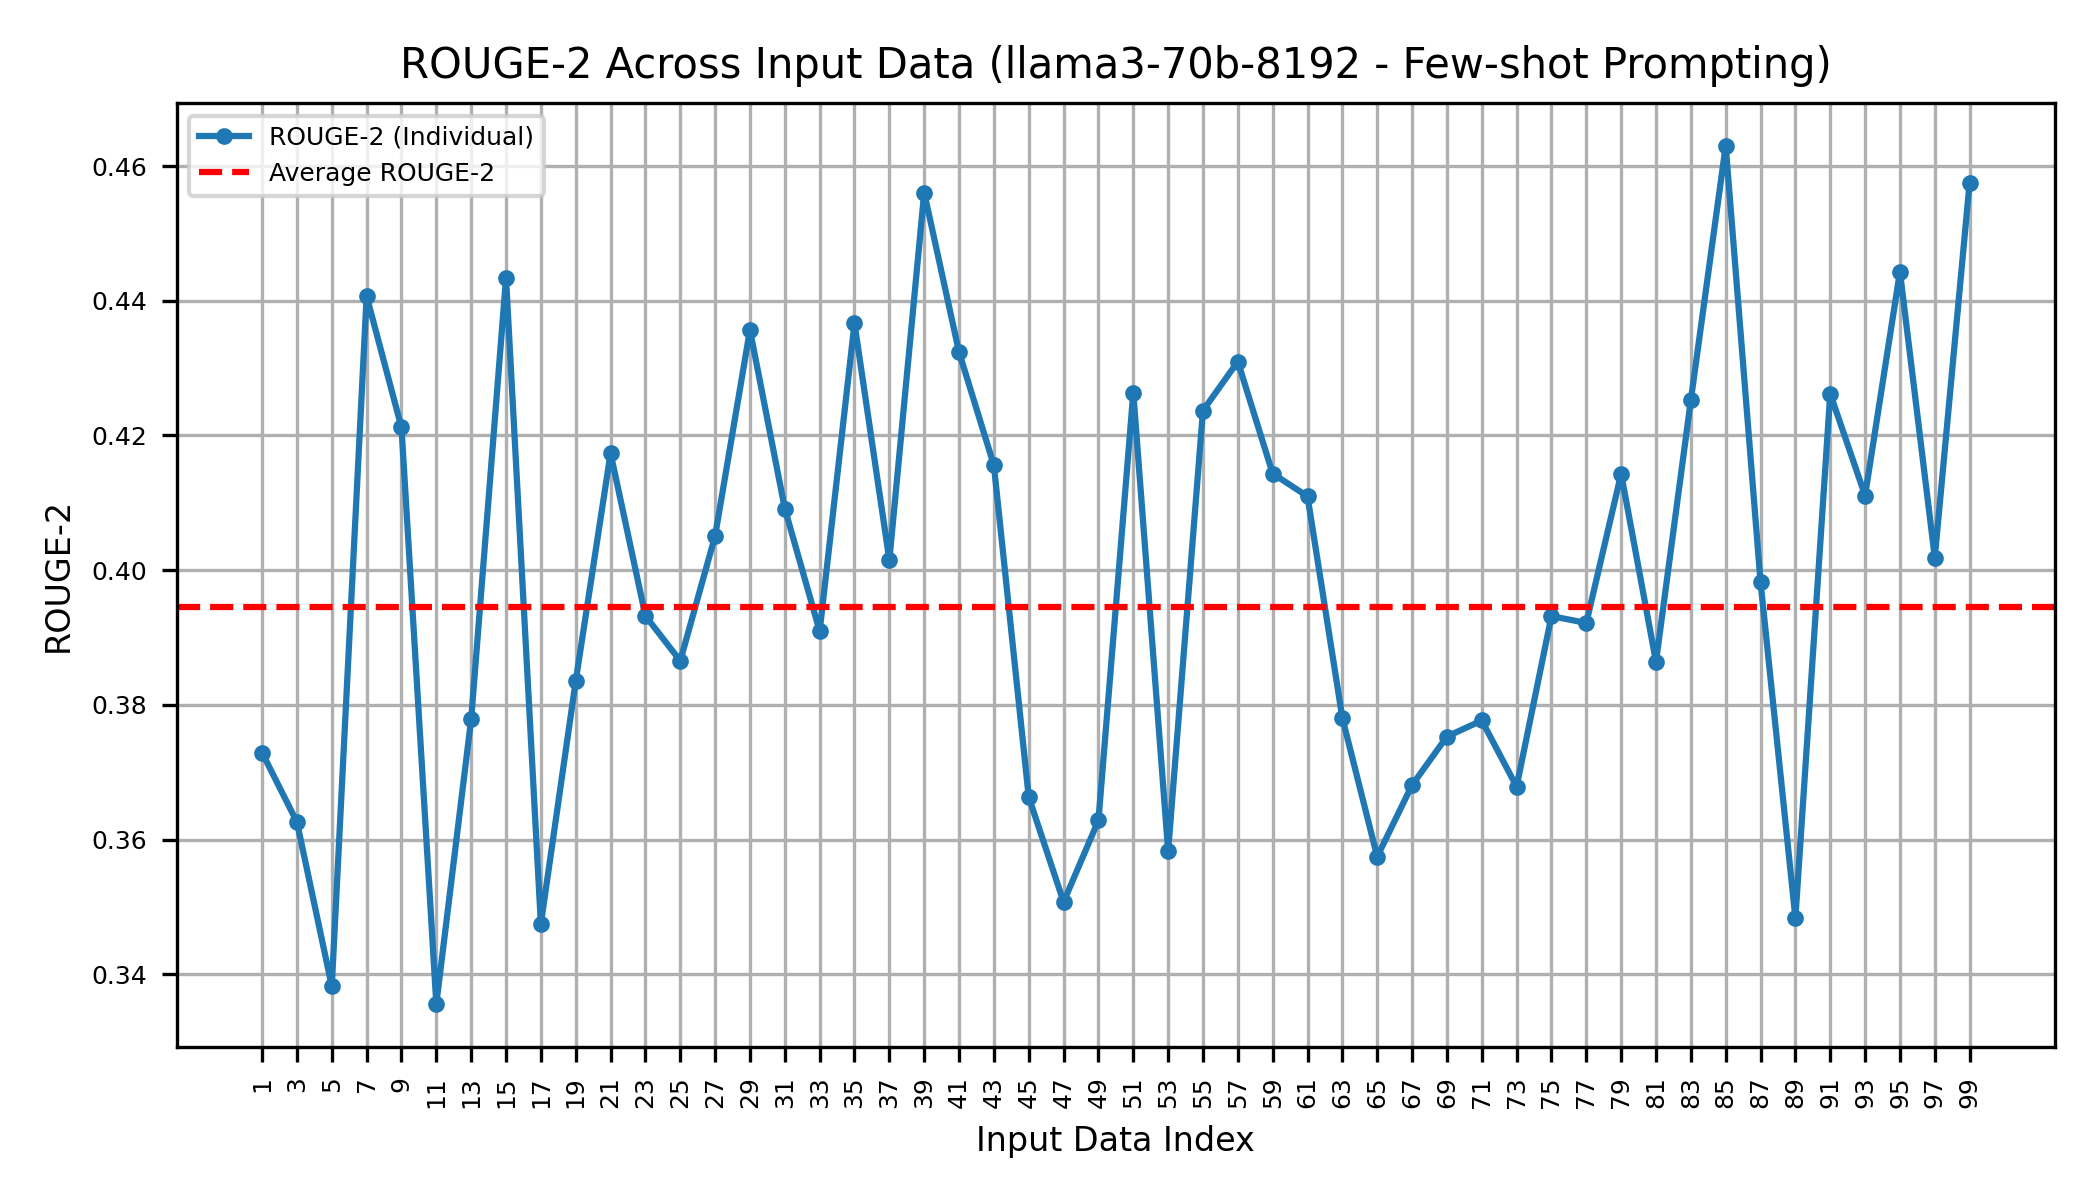 ROUGE-2 Across Input Data (llama3-70b-8192 - Few-shot Prompting)
ROUGE-2 (Individual)
Average ROUGE-2
ROUGE-2
0.46
0.44
0.42
0.40
0.38
0.36
0.34
1 3 5 7 9 11 13 15 17 19 21 23 25 27 29 31 33 35 37 39 41 43 45 47 49 51 53 55 57 59 61 63 65 67 69 71 73 75 77 79 81 83 85 87 89 91 93 95 97 99
Input Data Index